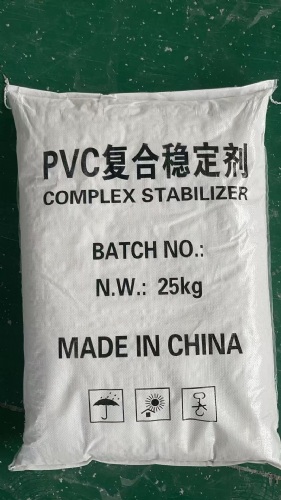 PVC复合稳定剂
COMPLEX STABILIZER
BATCH NO.:
N.W.: 25kg
MADE IN CHINA